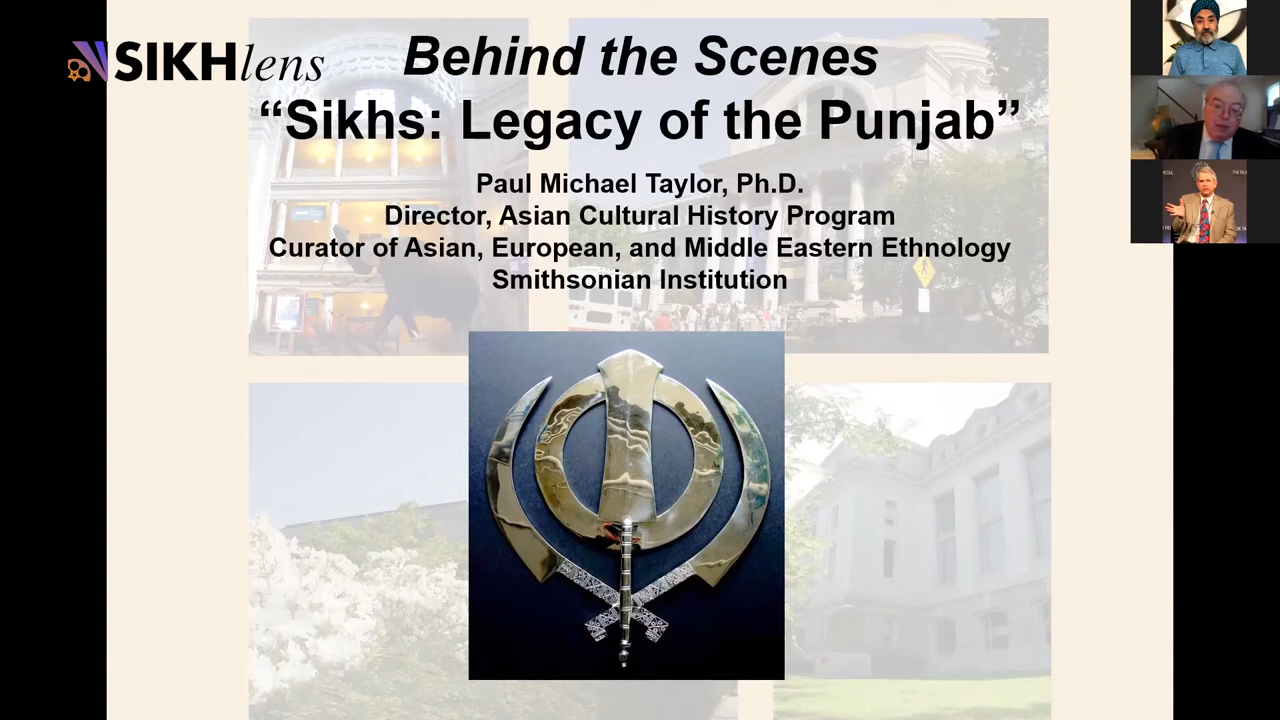 SIKHlens
Behind the Scenes
“Sikhs: Legacy of the Punjab”
Paul Michael Taylor, Ph.D.
Director, Asian Cultural History Program
Curator of Asian, European, and Middle Eastern Ethnology
Smithsonian Institution